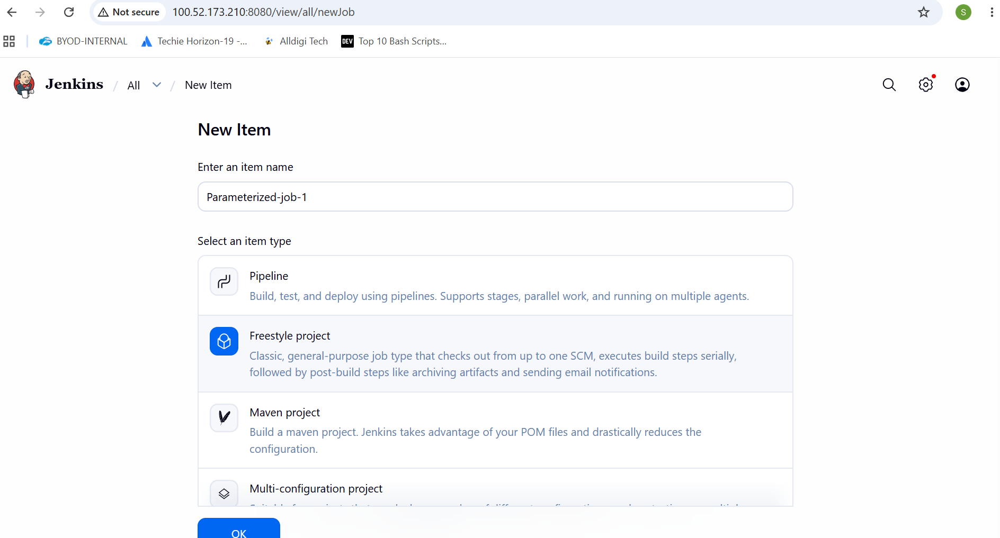 Not secure 100.52.173.210:8080/view/all/newJob S
BYOD-INTERNAL Techie Horizon-19 -... Alldigi Tech DEV Top 10 Bash Scripts...
Jenkins / All / New Item
New Item
Enter an item name
Parameterized-job-1
Select an item type
Pipeline
Build, test, and deploy using pipelines. Supports stages, parallel work, and running on multiple agents.
Freestyle project
Classic, general-purpose job type that checks out from up to one SCM, executes build steps serially,
followed by post-build steps like archiving artifacts and sending email notifications.
Maven project
Build a maven project. Jenkins takes advantage of your POM files and drastically reduces the
configuration.
Multi-configuration project
OK